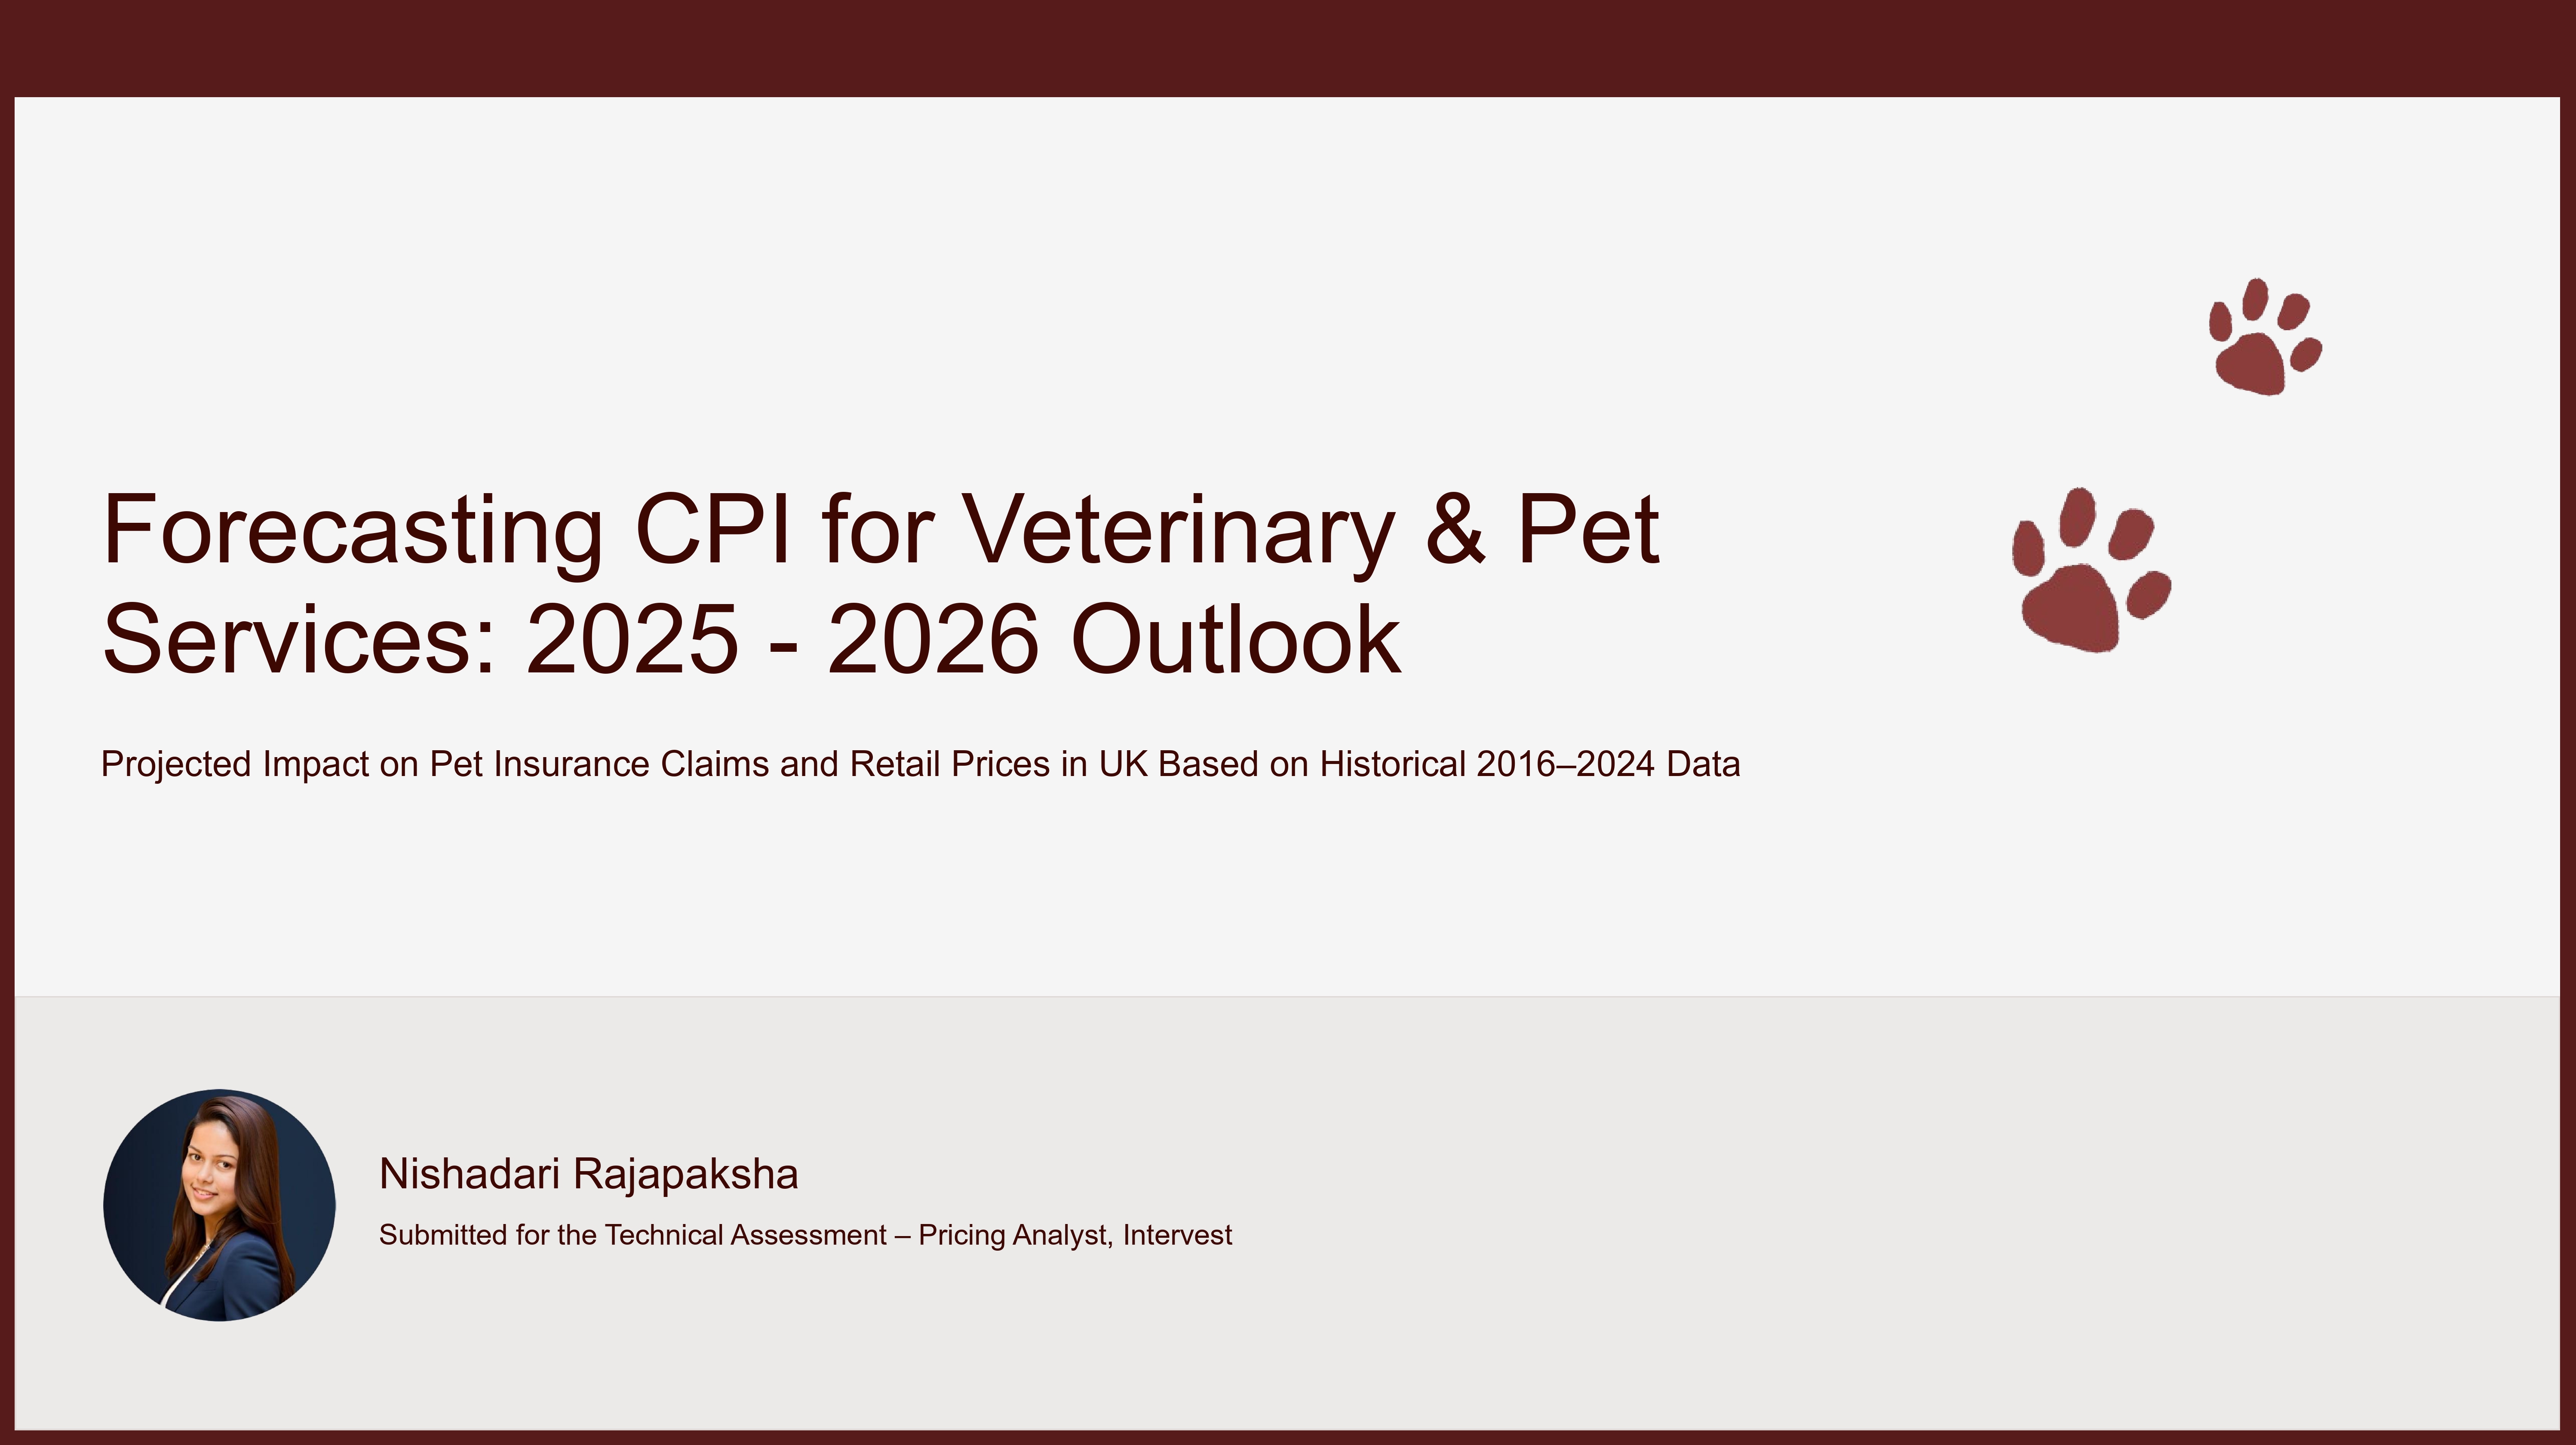 Forecasting CPI for Veterinary & Pet
Services: 2025 - 2026 Outlook
Projected Impact on Pet Insurance Claims and Retail Prices in UK Based on Historical 2016–2024 Data
Nishadari Rajapaksha
Submitted for the Technical Assessment – Pricing Analyst, Intervest